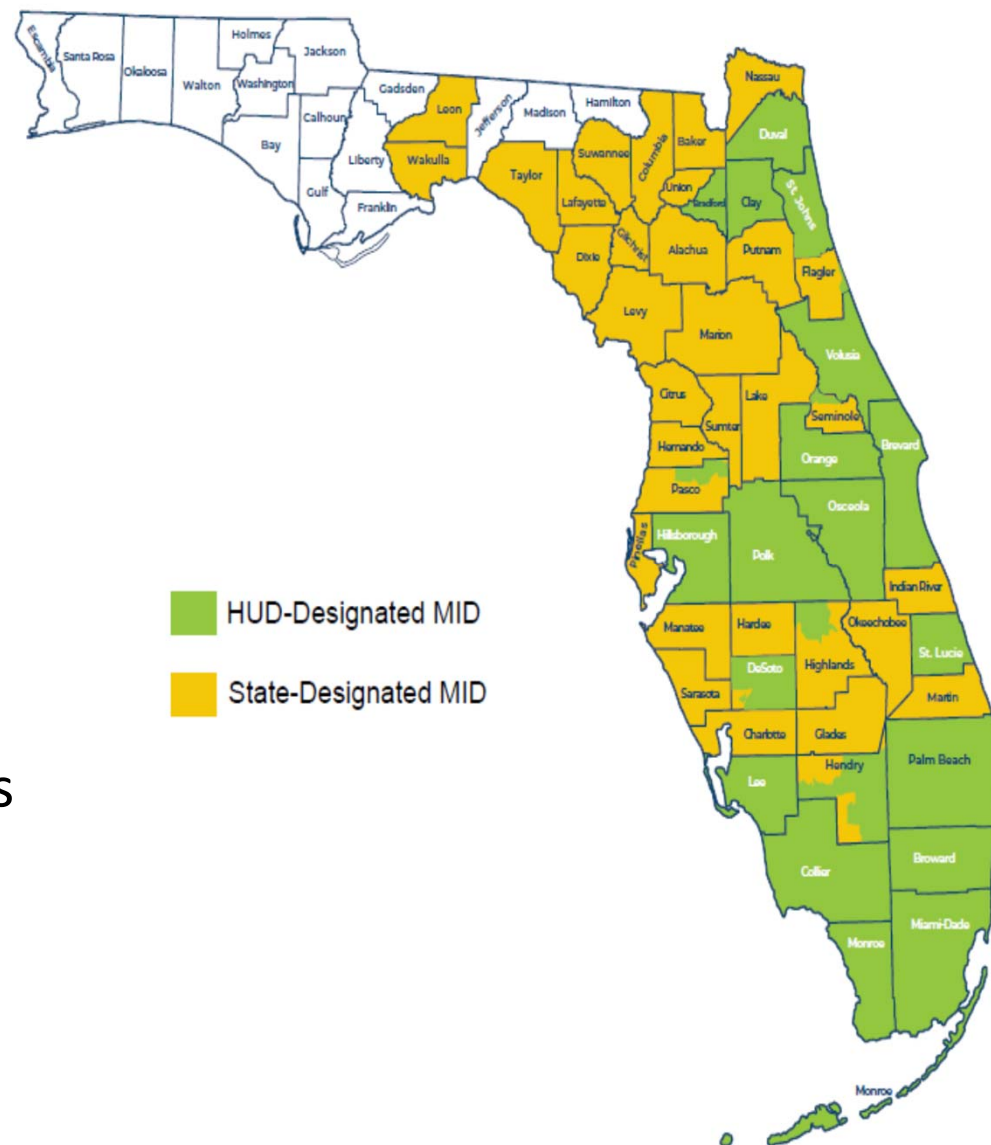 Escambia
Santa Rosa
Okaloosa
Walton
Holmes
Washington
Jackson
Bay
Calhoun
Gulf
Liberty
Gadsden
Franklin
Leon
Wakulla
Jefferson
Madison
Hamilton
Taylor
Suwannee
Lafayette
Columbia
Baker
Union
Bradford
Nassau
Duval
Clay
St. Johns
Dixie
Gilchrist
Alachua
Putnam
Flagler
Levy
Marion
Volusia
Citrus
Sumter
Lake
Seminole
Hernando
Orange
Brevard
Pasco
Pinellas
Hillsborough
Polk
Osceola
Indian River
Manatee
Hardee
Highlands
Okeechobee
St. Lucie
DeSoto
Sarasota
Martin
Charlotte
Glades
Lee
Hendry
Palm Beach
Collier
Broward
Monroe
Miami-Dade
Monroe
HUD-Designated MID
State-Designated MID
s